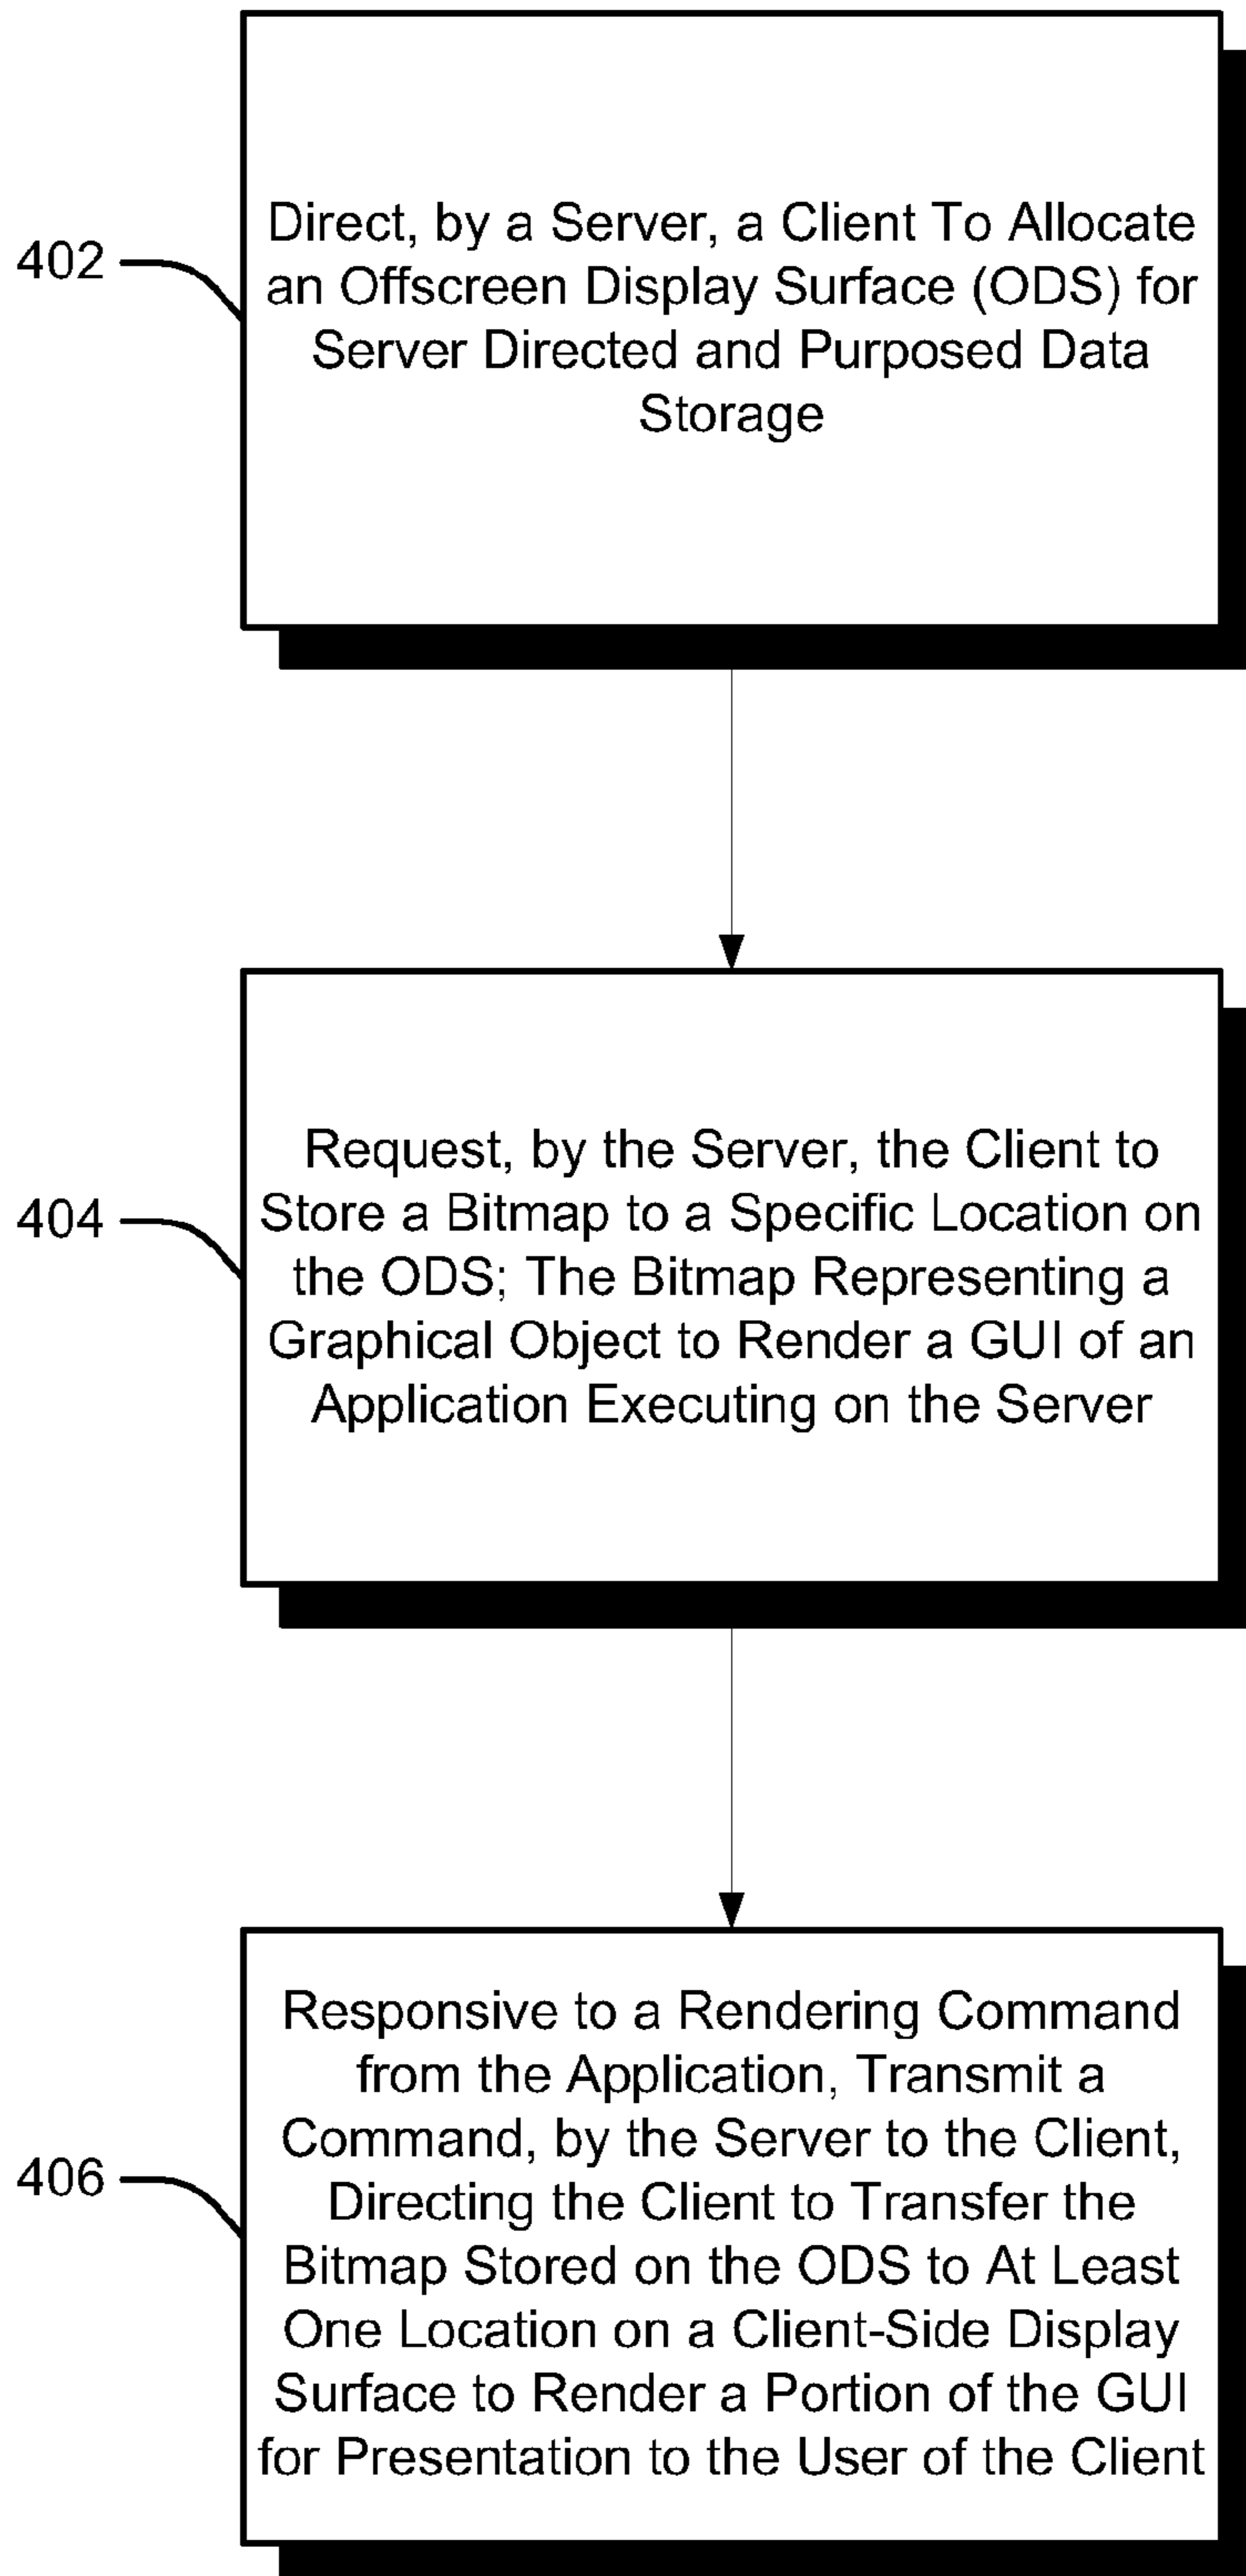 402
Direct, by a Server, a Client To Allocate
an Offscreen Display Surface (ODS) for
Server Directed and Purposed Data
Storage
404
Request, by the Server, the Client to
Store a Bitmap to a Specific Location on
the ODS; The Bitmap Representing a
Graphical Object to Render a GUI of an
Application Executing on the Server
406
Responsive to a Rendering Command
from the Application, Transmit a
Command, by the Server to the Client,
Directing the Client to Transfer the
Bitmap Stored on the ODS to At Least
One Location on a Client-Side Display
Surface to Render a Portion of the GUI
for Presentation to the User of the Client